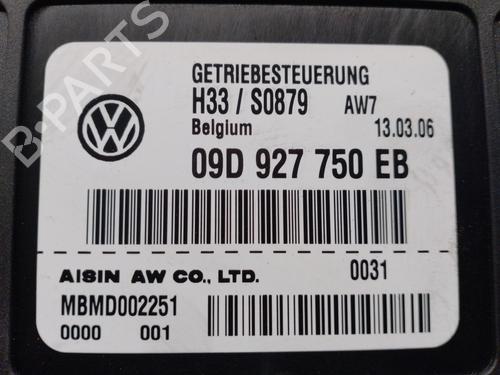 GETRIEBESTEUERUNG
H33 / S0879 AW7
Belgium 13.03.06
09D 927 750 EB
AISIN AW CO., LTD. 0031
MBMD002251
0000 001
B-PARTS